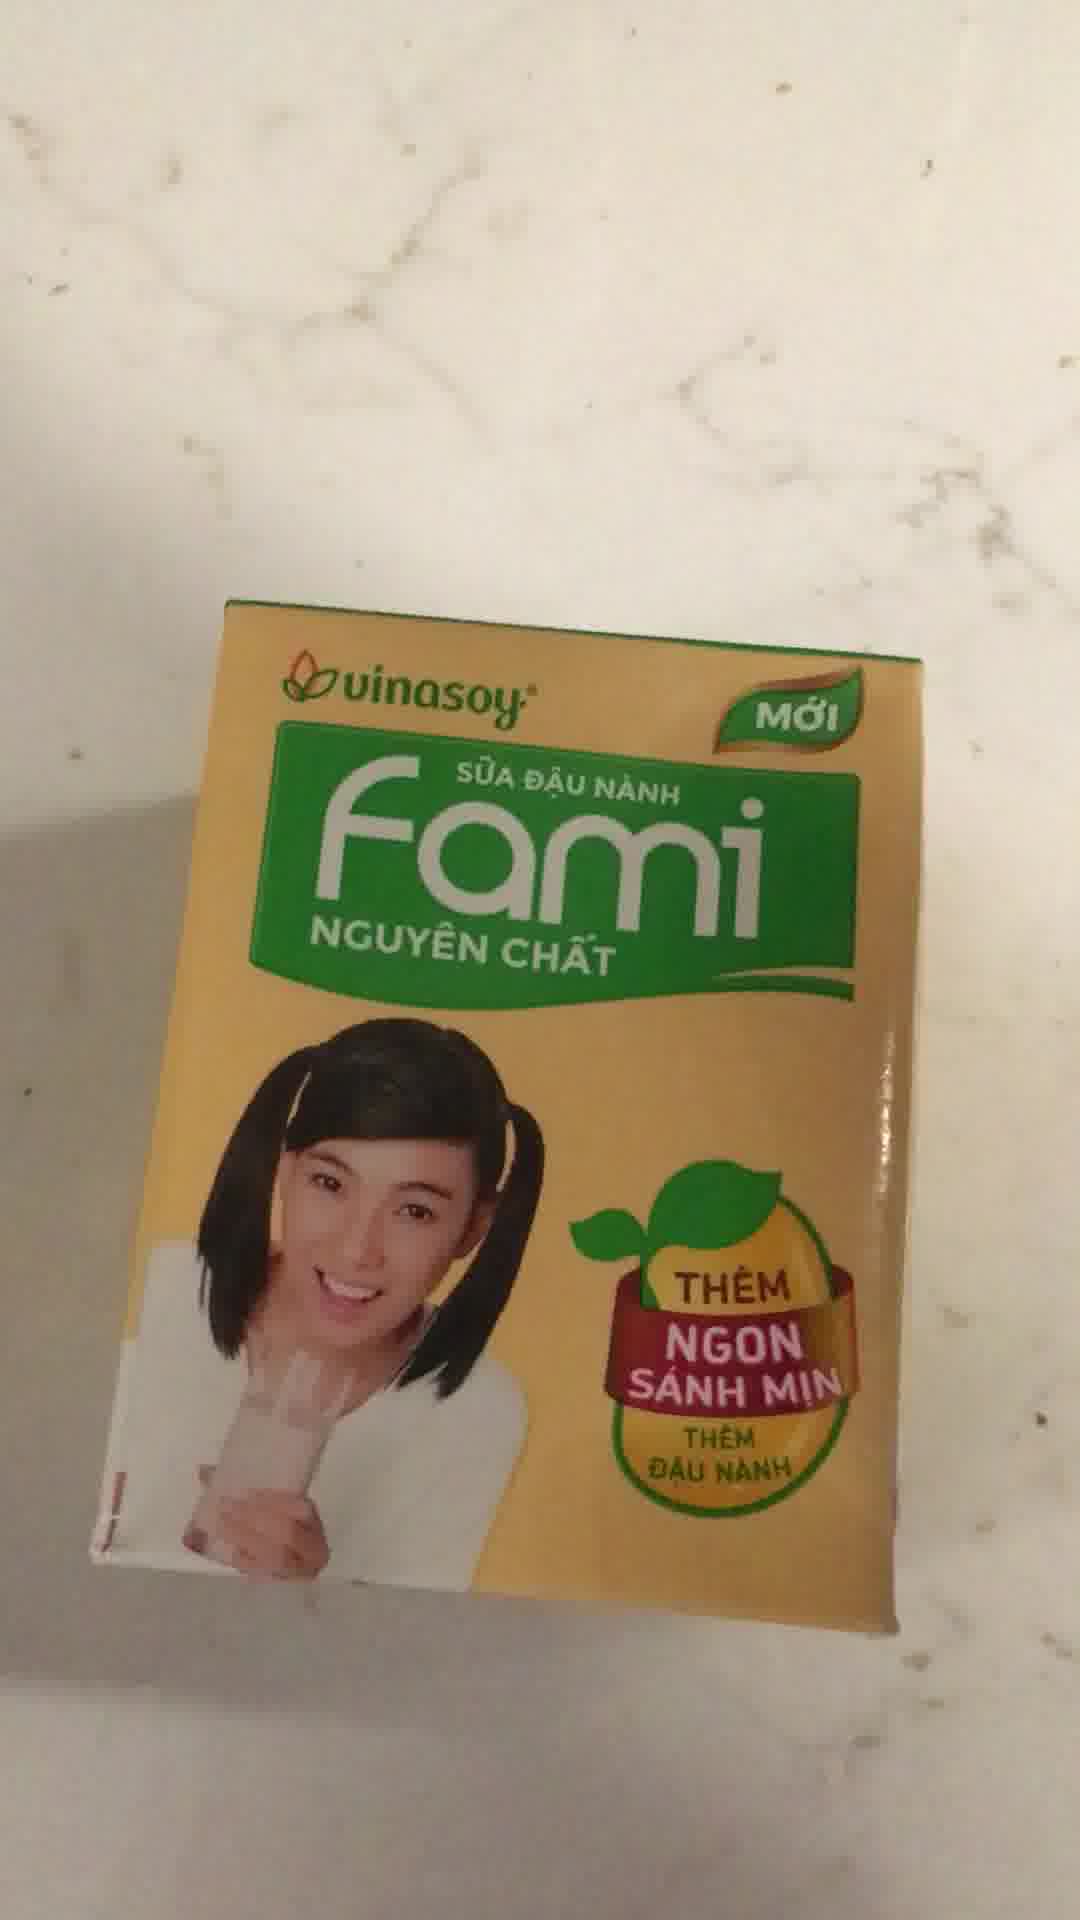 vinasoy®
MỚI
SỮA ĐẬU NÀNH
Fami
NGUYÊN CHẤT
THÊM
NGON
SÁNH MỊN
THÊM
ĐẬU NÀNH